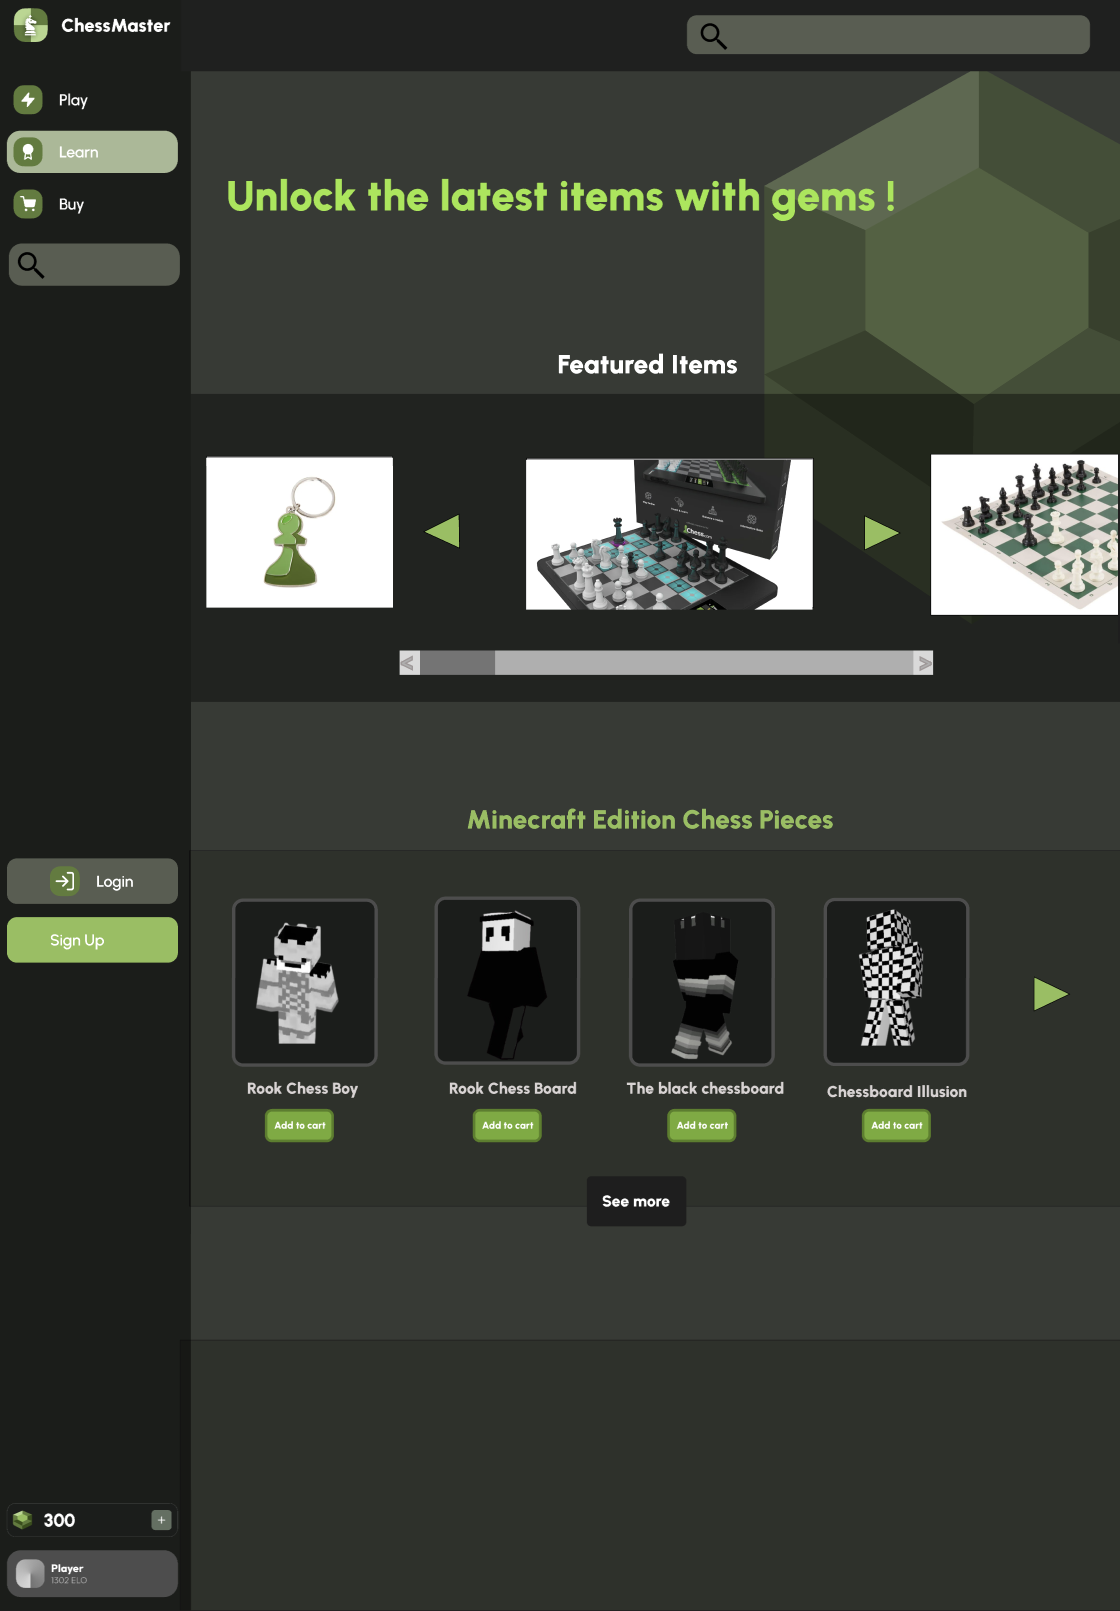 ChessMaster
Play
Learn
Buy
Unlock the latest items with gems !
Featured Items
Chess.com
Minecraft Edition Chess Pieces
Login
Sign Up
Rook Chess Boy
Rook Chess Board
The black chessboard
Chessboard Illusion
Add to cart
Add to cart
Add to cart
Add to cart
See more
300
+
Player
1302 ELO